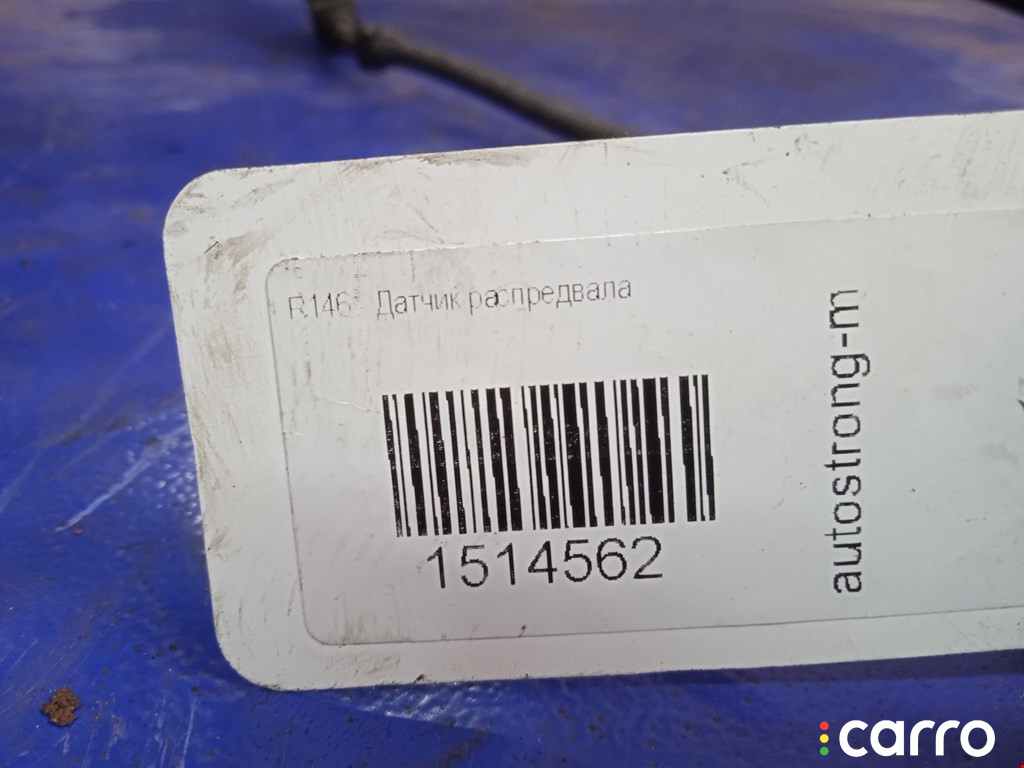 R146 Датчик распредвала
1514562
autostrong-m
carro